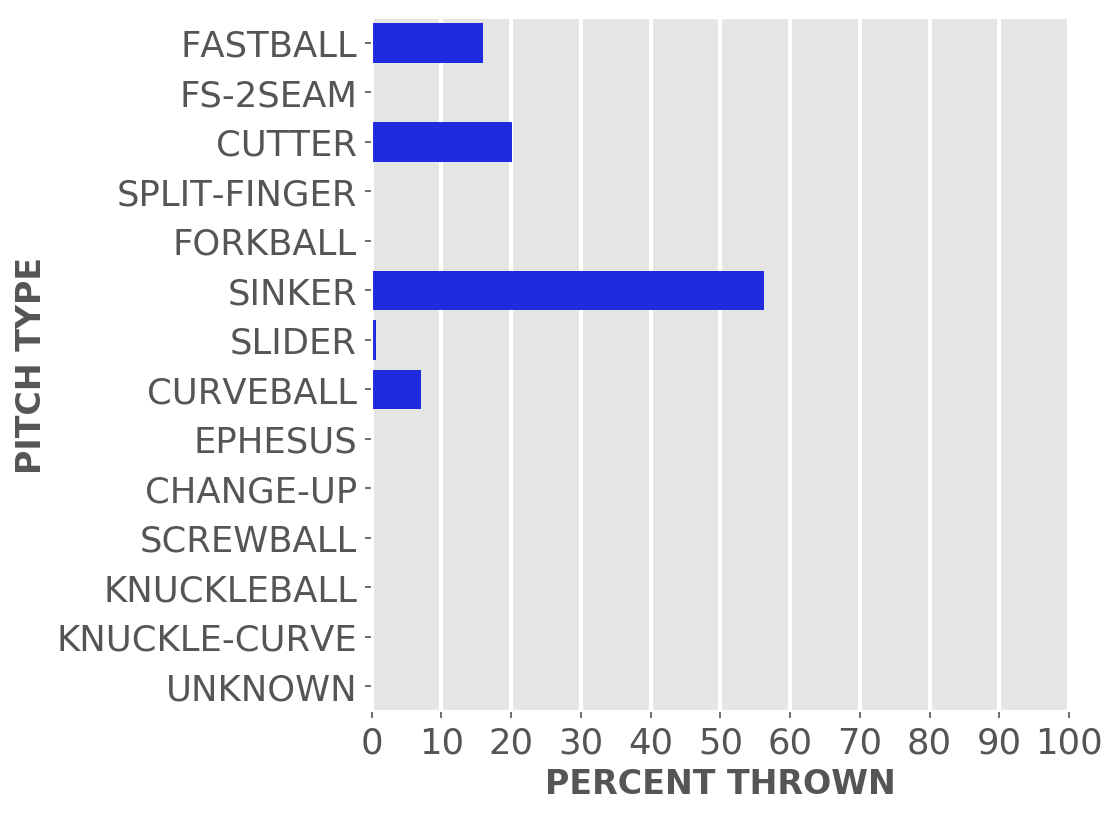 FASTBALL
FS-2SEAM
CUTTER
SPLIT-FINGER
FORKBALL
SINKER
SLIDER
CURVEBALL
EPHESUS
CHANGE-UP
SCREWBALL
KNUCKLEBALL
KNUCKLE-CURVE
UNKNOWN
PITCH TYPE
0 10 20 30 40 50 60 70 80 90 100
PERCENT THROWN